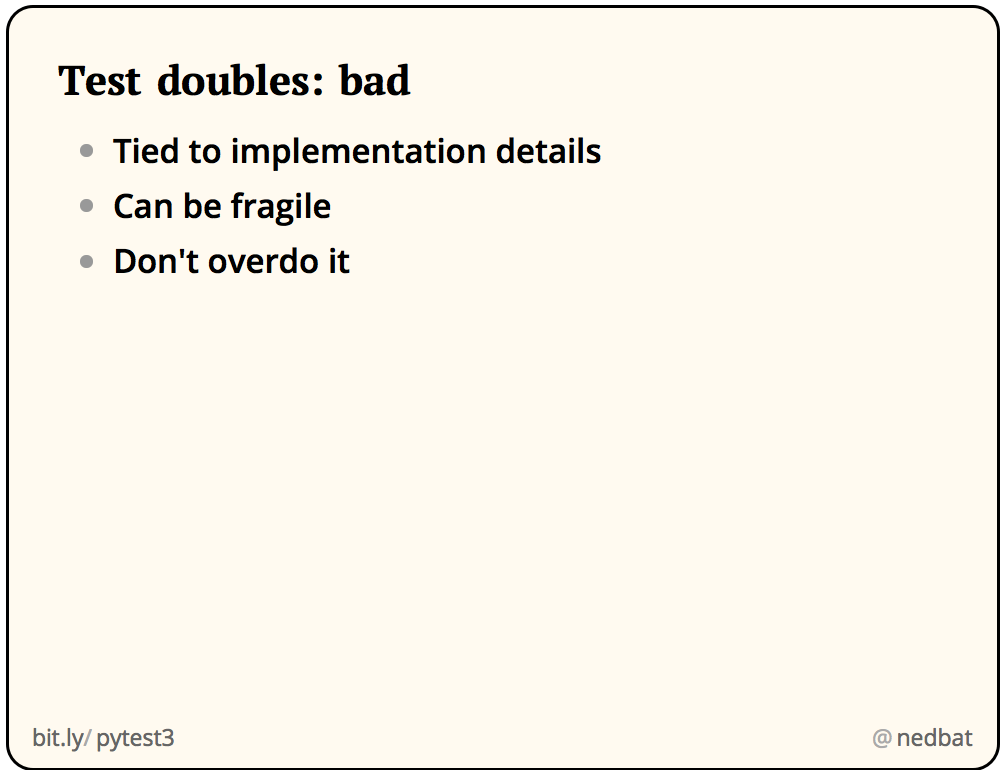 Test doubles: bad
Tied to implementation details
Can be fragile
Don't overdo it
bit.ly/pytest3
@nedbat